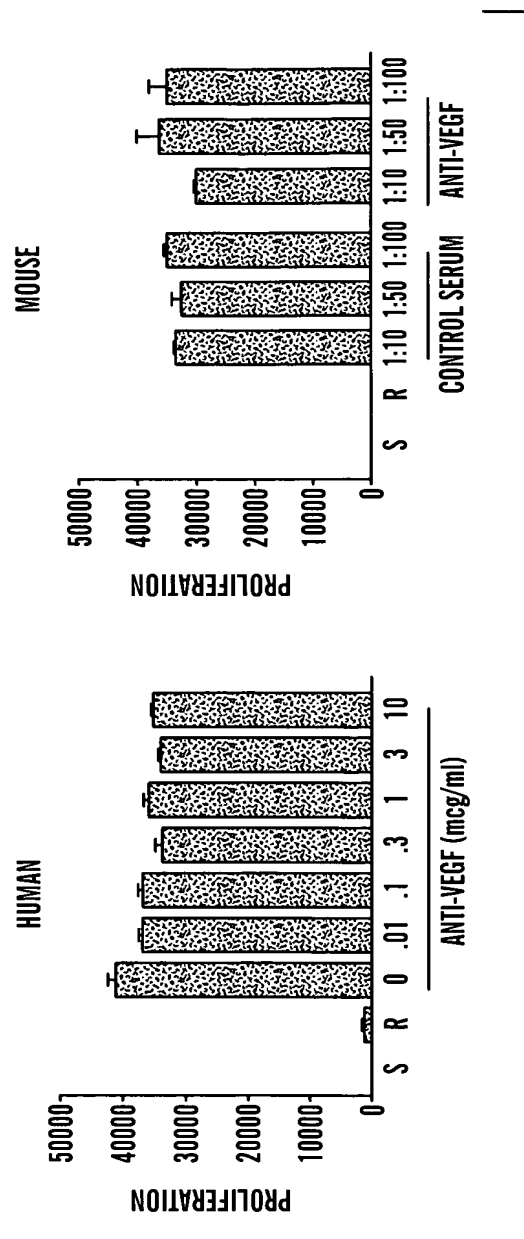 HUMAN
PROLIFERATION
50000
40000
30000
20000
10000
0
S R 0 .01 .1 .3 1 3 10
ANTI-VEGF (mcg/ml)
MOUSE
PROLIFERATION
50000
40000
30000
20000
10000
0
S R 1:10 1:50 1:100 1:10 1:50 1:100
CONTROL SERUM ANTI-VEGF